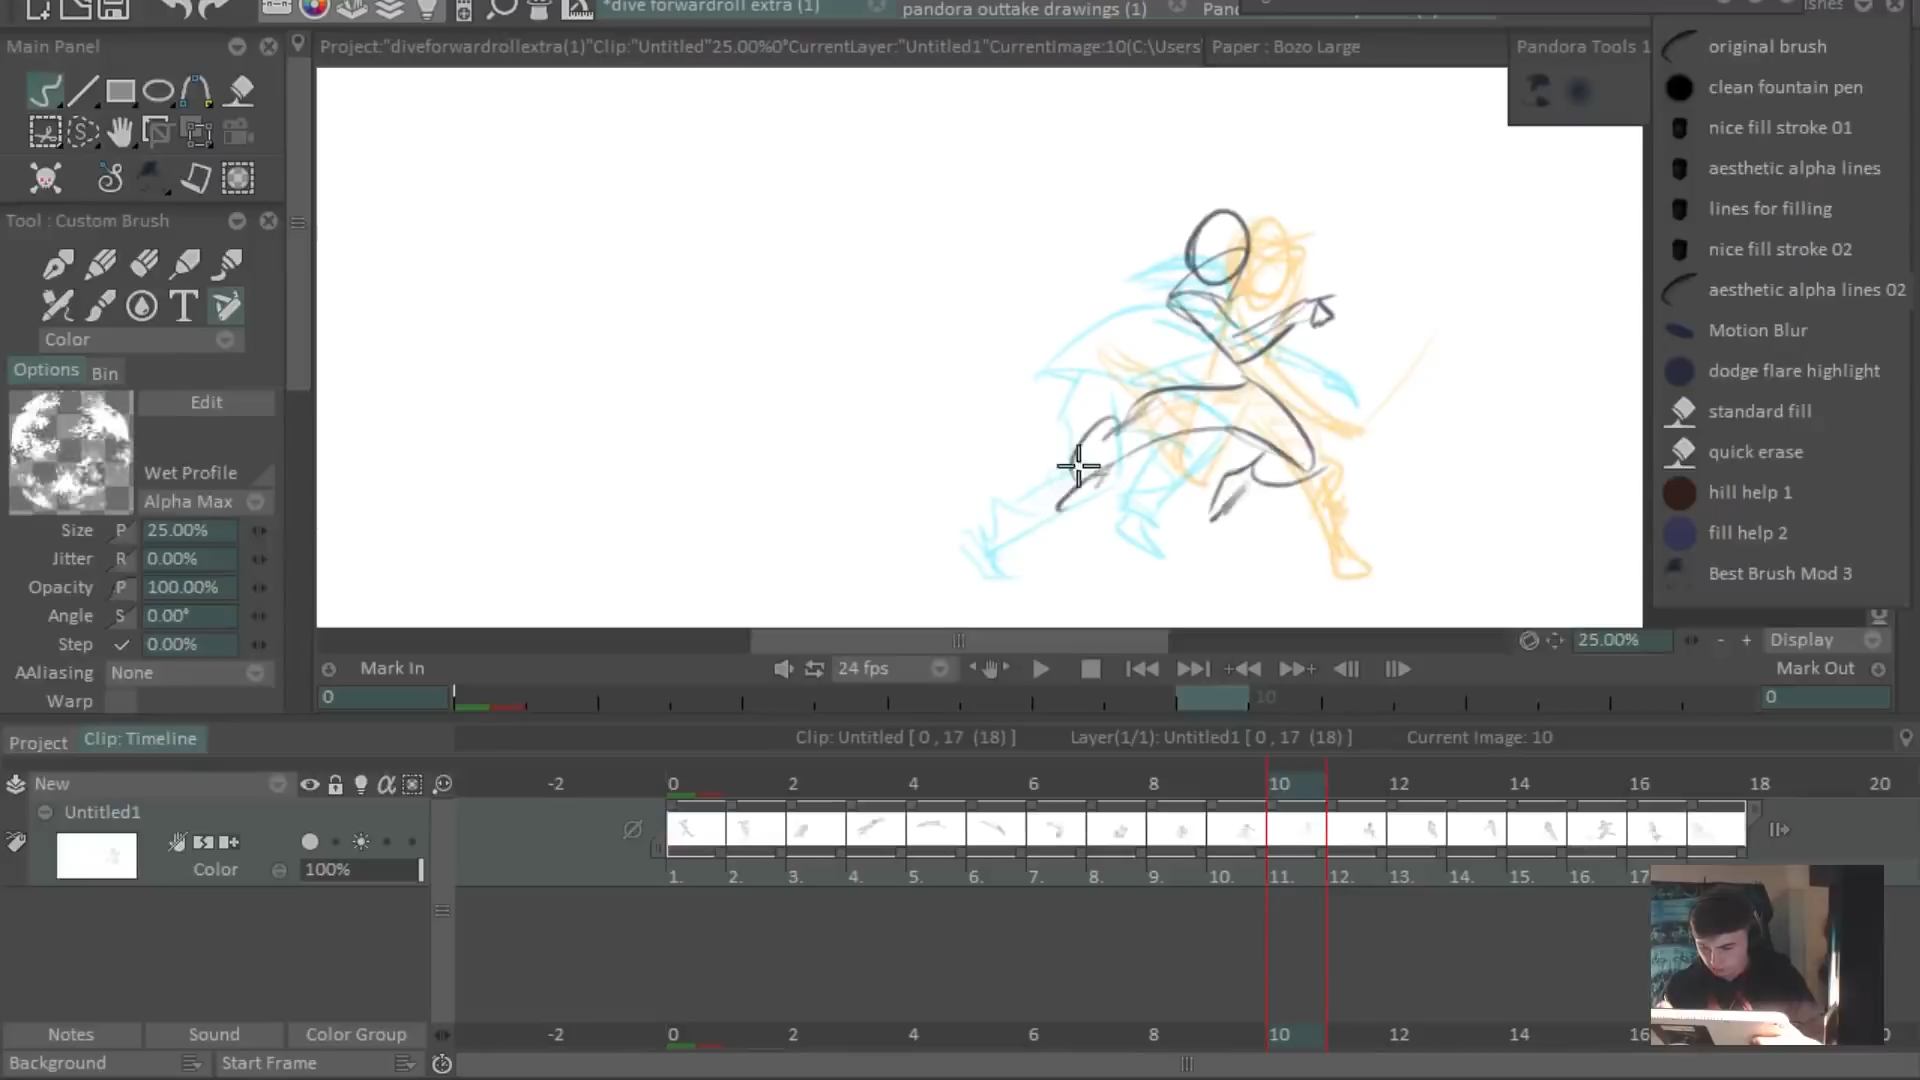 *dive forwardroll extra (1)
pandora outtake drawings (1)
Pan
Main Panel
Project:"diveforwardrollextra(1)"Clip:"Untitled"25.00%0°CurrentLayer:"Untitled1"CurrentImage:10(C:\Users
Paper : Bozo Large
Pandora Tools 1
original brush
clean fountain pen
nice fill stroke 01
aesthetic alpha lines
lines for filling
nice fill stroke 02
aesthetic alpha lines 02
Motion Blur
dodge flare highlight
standard fill
quick erase
hill help 1
fill help 2
Best Brush Mod 3
Tool : Custom Brush
T
Color
Options
Bin
Edit
Wet Profile
Alpha Max
Size P 25.00%
Jitter R 0.00%
Opacity P 100.00%
Angle S 0.00°
Step 0.00%
AAliasing None
Warp
25.00% - + Display
Mark In
24 fps
Mark Out
0
10
0
Project
Clip: Timeline
Clip: Untitled [ 0 , 17 (18) ]
Layer(1/1): Untitled1 [ 0 , 17 (18) ]
Current Image: 10
New
-2 0 2 4 6 8 10 12 14 16 18 20
Untitled1
Color
100%
1. 2. 3. 4. 5. 6. 7. 8. 9. 10. 11. 12. 13. 14. 15. 16. 17
Notes
Sound
Color Group
-2 0 2 4 6 8 10 12 14 16
Background
Start Frame